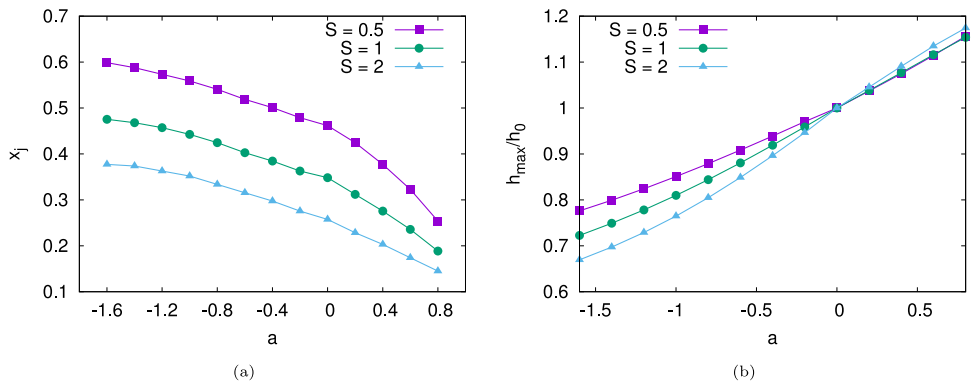 0.7
0.6
0.5
0.4
0.3
0.2
0.1
x_j
S = 0.5
S = 1
S = 2
-1.6 -1.2 -0.8 -0.4 0 0.4 0.8
a
(a)
1.2
1.1
1
0.9
0.8
0.7
0.6
h_max/h_0
S = 0.5
S = 1
S = 2
-1.5 -1 -0.5 0 0.5
a
(b)